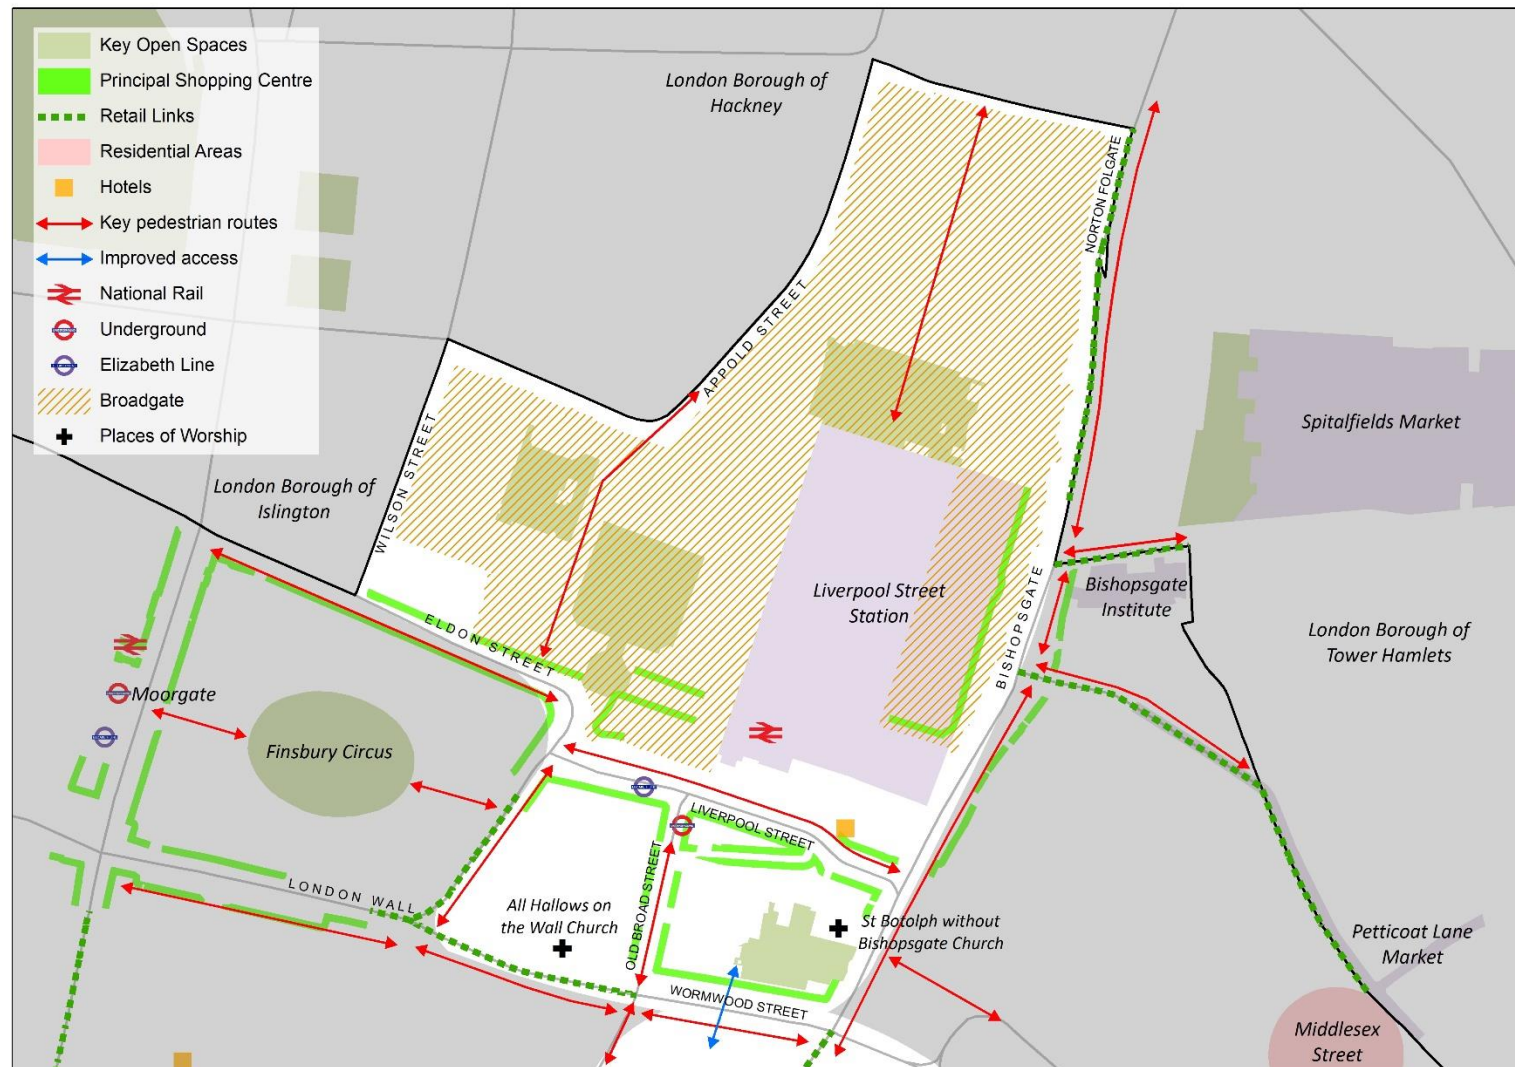 Key Open Spaces
Principal Shopping Centre
Retail Links
Residential Areas
Hotels
Key pedestrian routes
Improved access
National Rail
Underground
Elizabeth Line
Broadgate
Places of Worship
London Borough of
Hackney
NORTON FOLGATE
APPOLD STREET
WILSON STREET
London Borough of
Islington
Spitalfields Market
Liverpool Street
Station
BISHOPSGATE
Bishopsgate
Institute
London Borough of
Tower Hamlets
ELDON STREET
Moorgate
Finsbury Circus
LIVERPOOL STREET
LONDON WALL
OLD BROAD STREET
All Hallows on
the Wall Church
St Botolph without
Bishopsgate Church
WORMWOOD STREET
Petticoat Lane
Market
Middlesex
Street